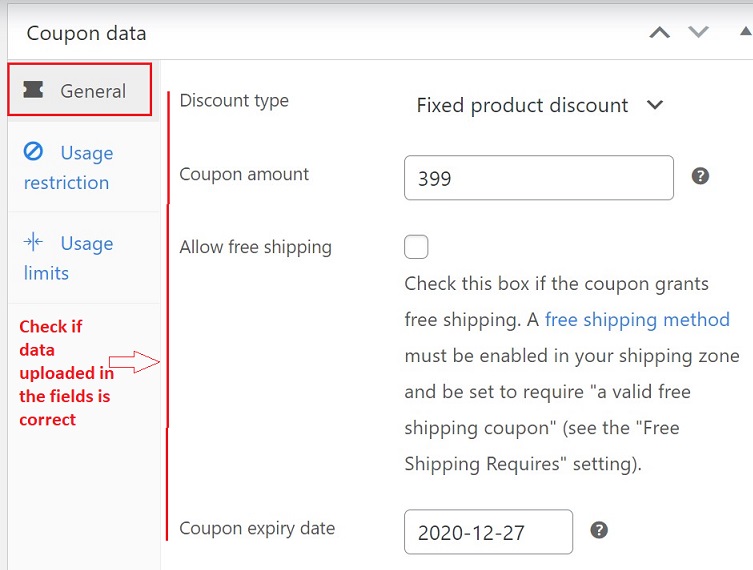 Coupon data
General
Usage
restriction
Usage
limits
Check if
data
uploaded in
the fields is
correct
Discount type
Fixed product discount
Coupon amount
399
?
Allow free shipping
Check this box if the coupon grants
free shipping. A free shipping method
must be enabled in your shipping zone
and be set to require "a valid free
shipping coupon" (see the "Free
Shipping Requires" setting).
Coupon expiry date
2020-12-27
?